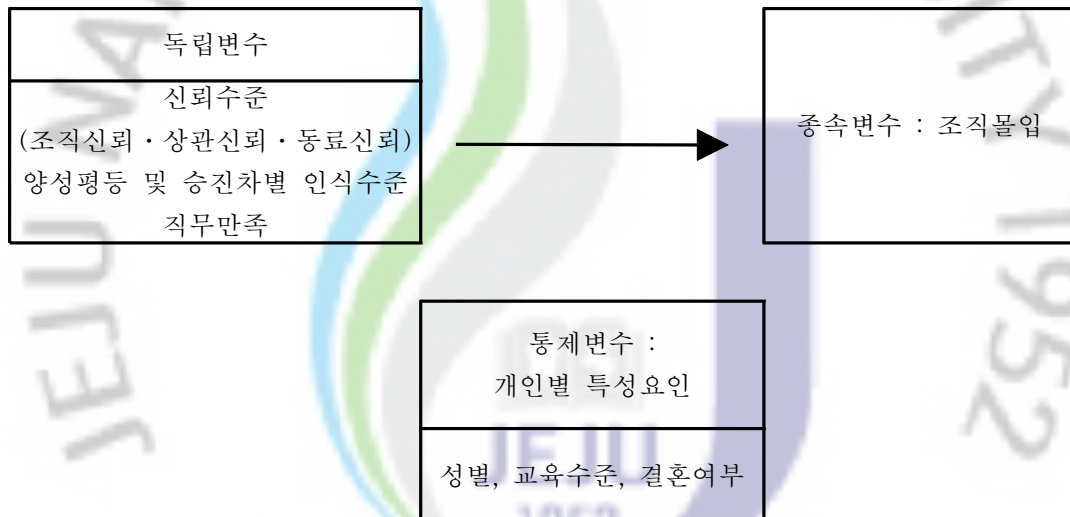 독립변수
신뢰수준
(조직신뢰·상관신뢰·동료신뢰)
양성평등 및 승진차별 인식수준
직무만족
종속변수 : 조직몰입
통제변수 :
개인별 특성요인
성별, 교육수준, 결혼여부
JEJU
1952